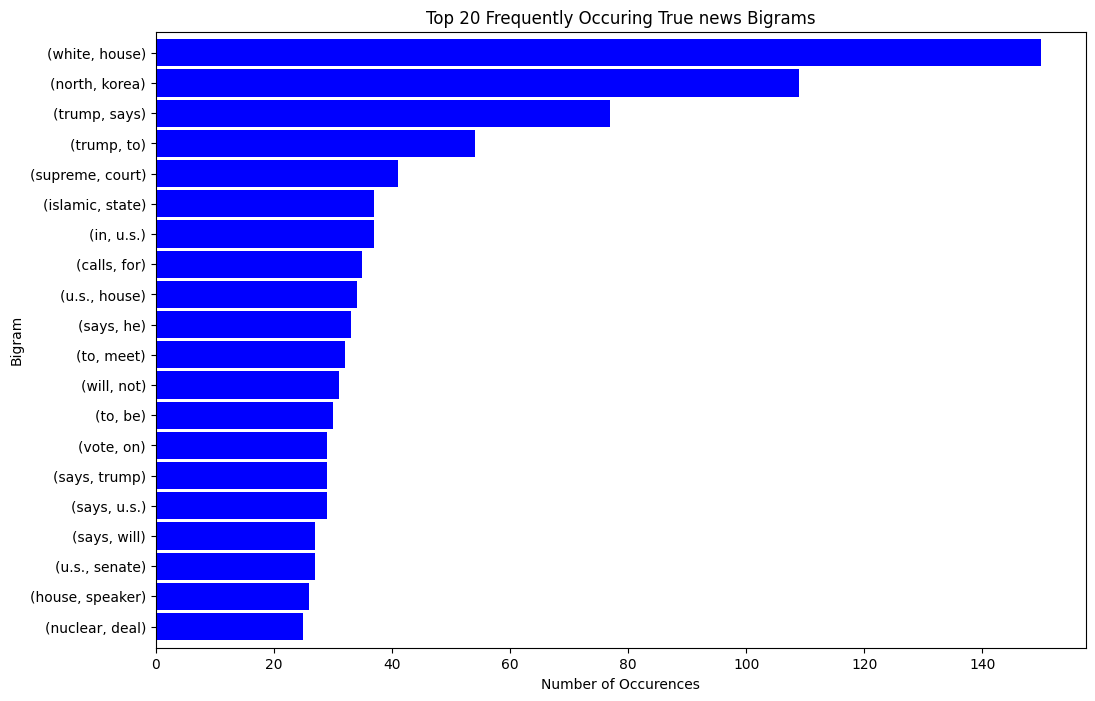 Top 20 Frequently Occuring True news Bigrams
(white, house)
(north, korea)
(trump, says)
(trump, to)
(supreme, court)
(islamic, state)
(in, u.s.)
(calls, for)
(u.s., house)
(says, he)
(to, meet)
(will, not)
(to, be)
(vote, on)
(says, trump)
(says, u.s.)
(says, will)
(u.s., senate)
(house, speaker)
(nuclear, deal)
Bigram
0 20 40 60 80 100 120 140
Number of Occurences